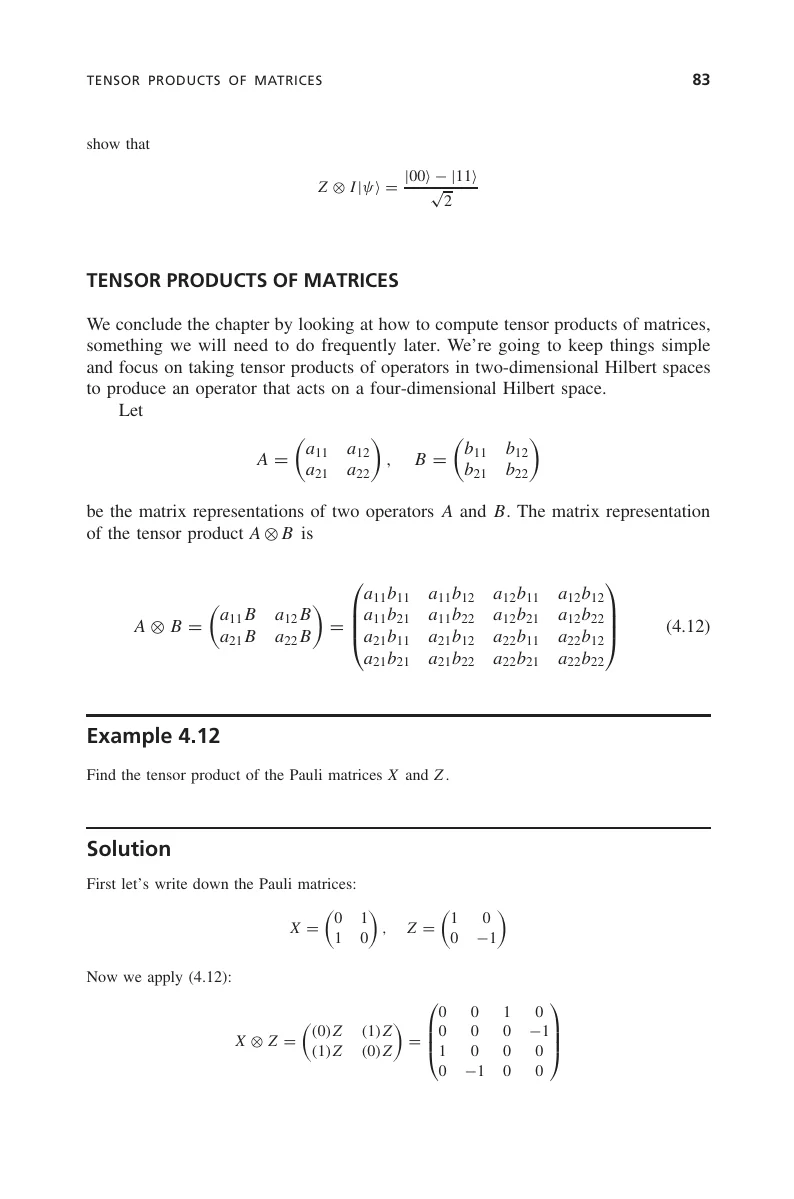 TENSOR PRODUCTS OF MATRICES 83
show that
Z ⊗ I|ψ⟩ = (|00⟩ − |11⟩) / √2
TENSOR PRODUCTS OF MATRICES
We conclude the chapter by looking at how to compute tensor products of matrices,
something we will need to do frequently later. We're going to keep things simple
and focus on taking tensor products of operators in two-dimensional Hilbert spaces
to produce an operator that acts on a four-dimensional Hilbert space.
Let
A = ( a11 a12 ; a21 a22 ), B = ( b11 b12 ; b21 b22 )
be the matrix representations of two operators A and B. The matrix representation
of the tensor product A ⊗ B is
A ⊗ B = ( a11B a12B ; a21B a22B ) = ( a11b11 a11b12 a12b11 a12b12 ; a11b21 a11b22 a12b21 a12b22 ; a21b11 a21b12 a22b11 a22b12 ; a21b21 a21b22 a22b21 a22b22 ) (4.12)
Example 4.12
Find the tensor product of the Pauli matrices X and Z.
Solution
First let's write down the Pauli matrices:
X = ( 0 1 ; 1 0 ), Z = ( 1 0 ; 0 −1 )
Now we apply (4.12):
X ⊗ Z = ( (0)Z (1)Z ; (1)Z (0)Z ) = ( 0 0 1 0 ; 0 0 0 −1 ; 1 0 0 0 ; 0 −1 0 0 )